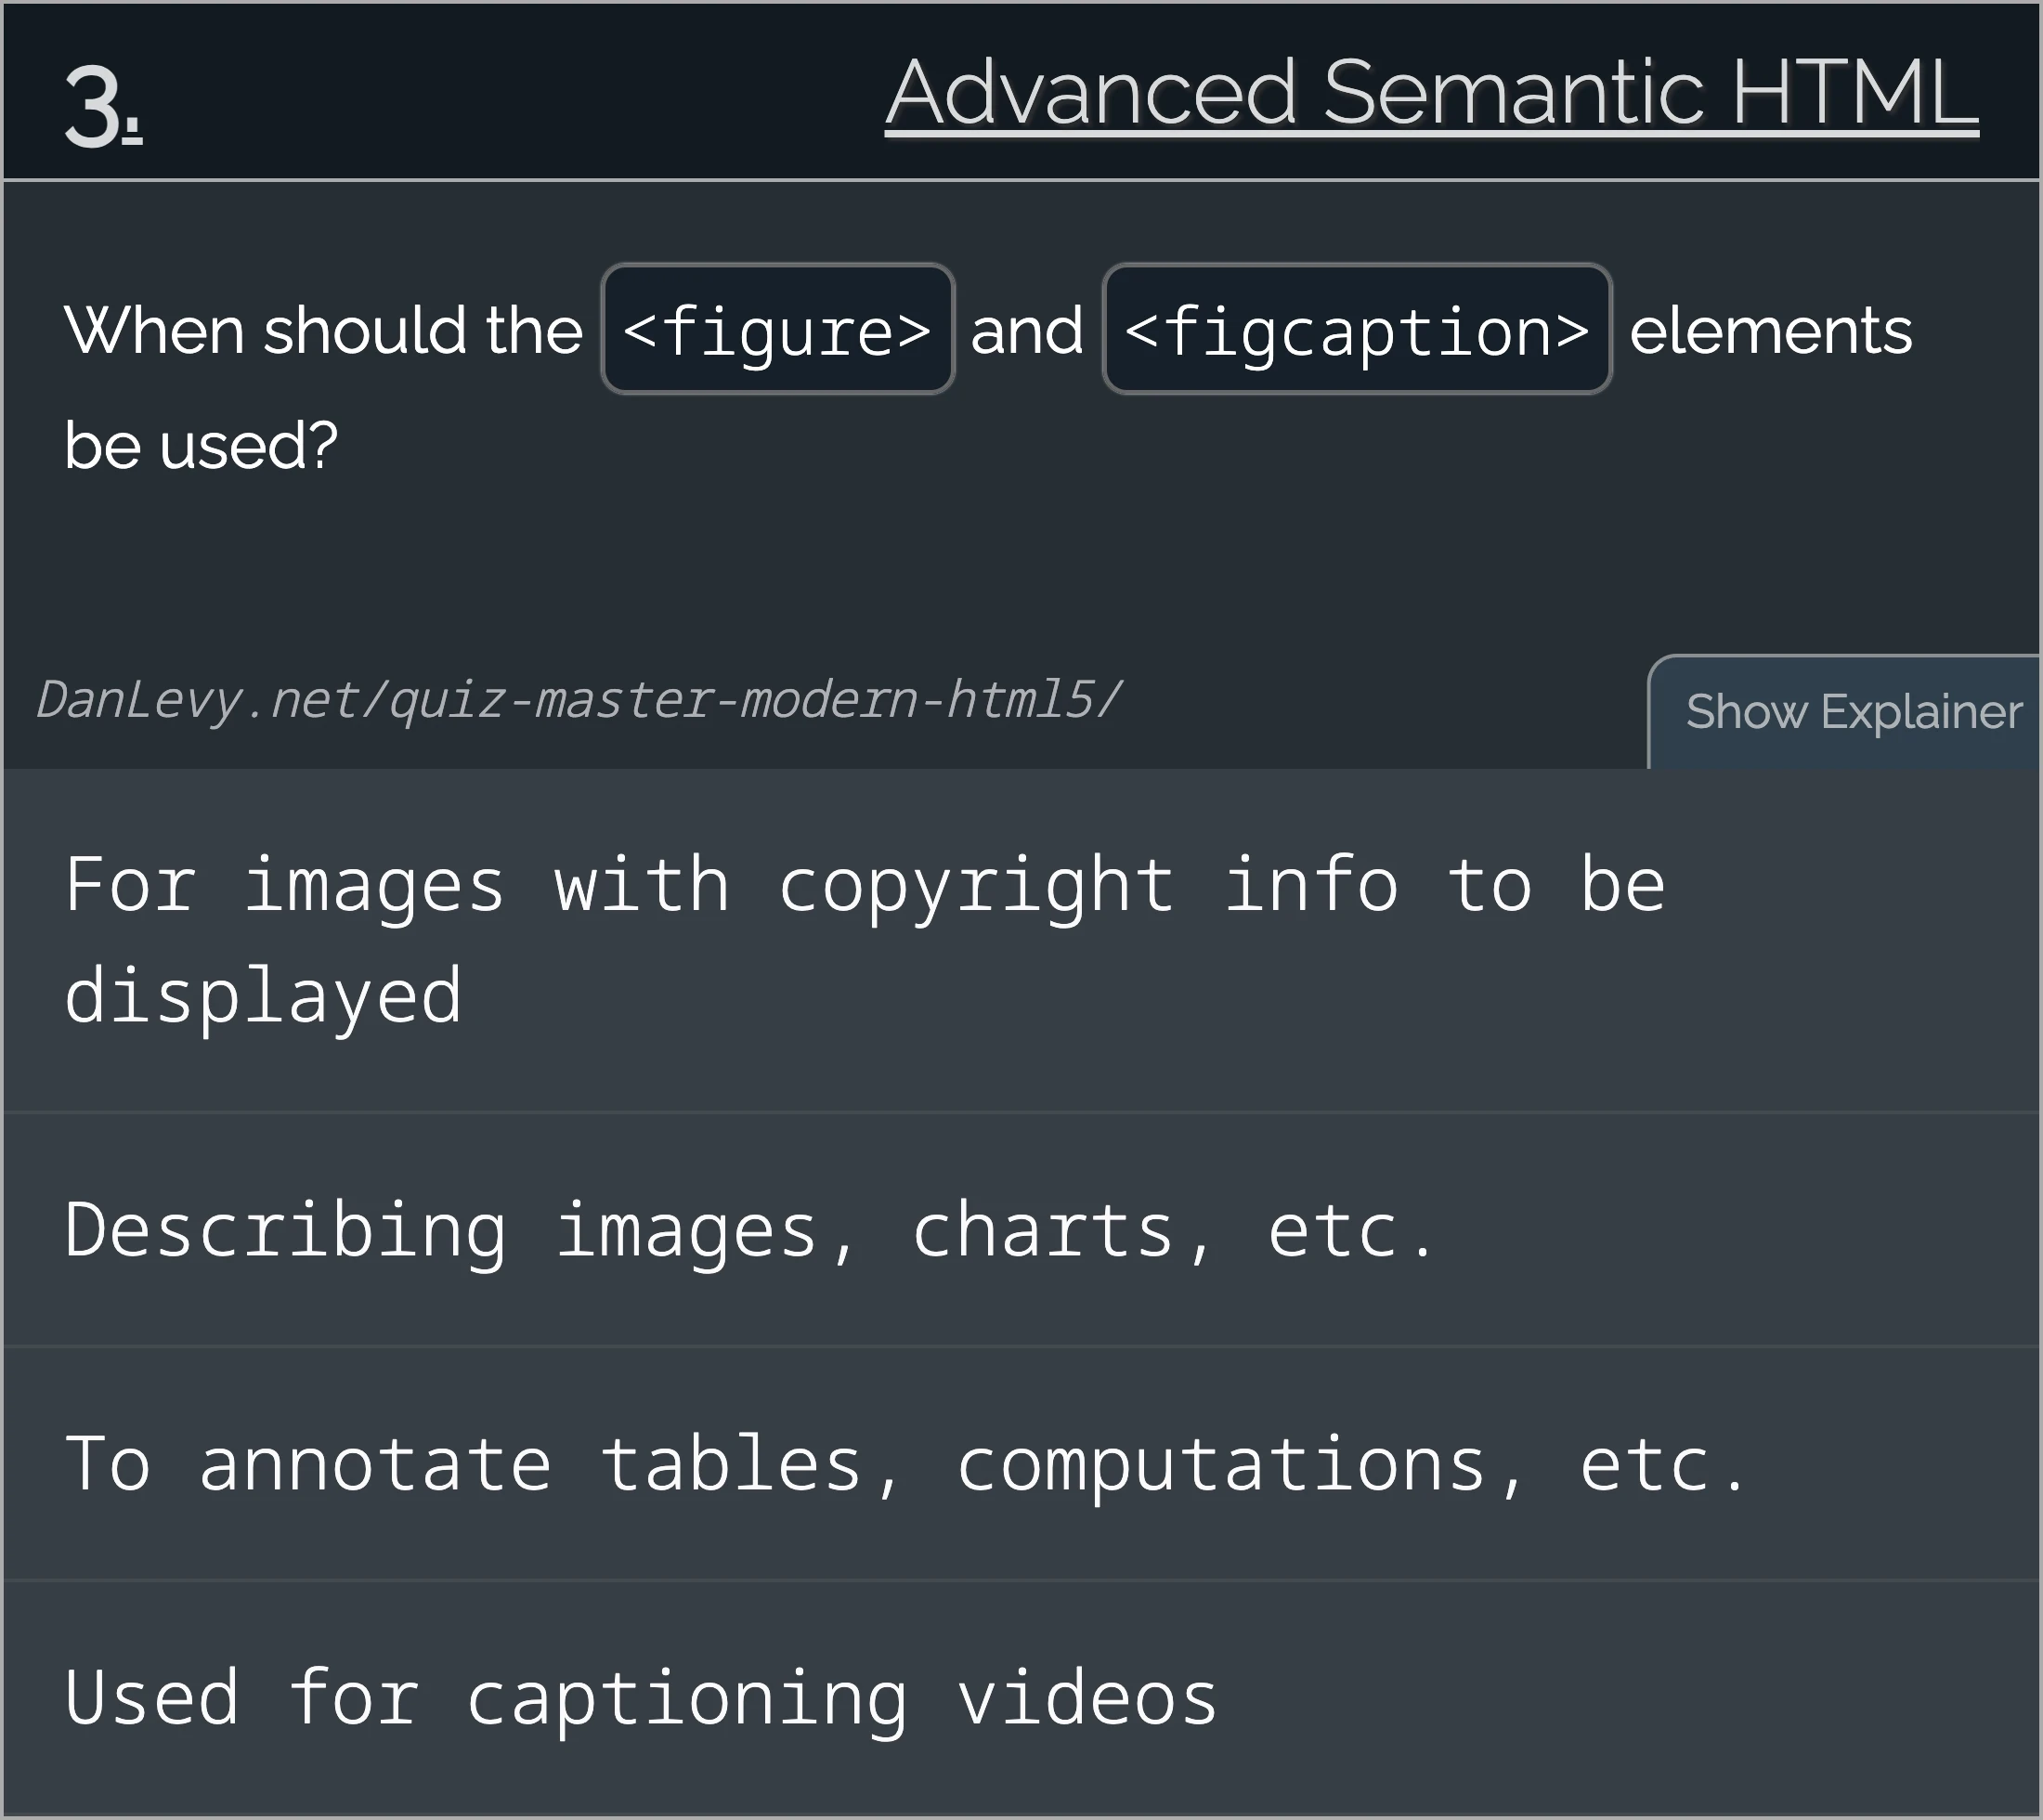 3.
Advanced Semantic HTML
When should the <figure> and <figcaption> elements
be used?
DanLevy.net/quiz-master-modern-html5/
Show Explainer
For images with copyright info to be
displayed
Describing images, charts, etc.
To annotate tables, computations, etc.
Used for captioning videos